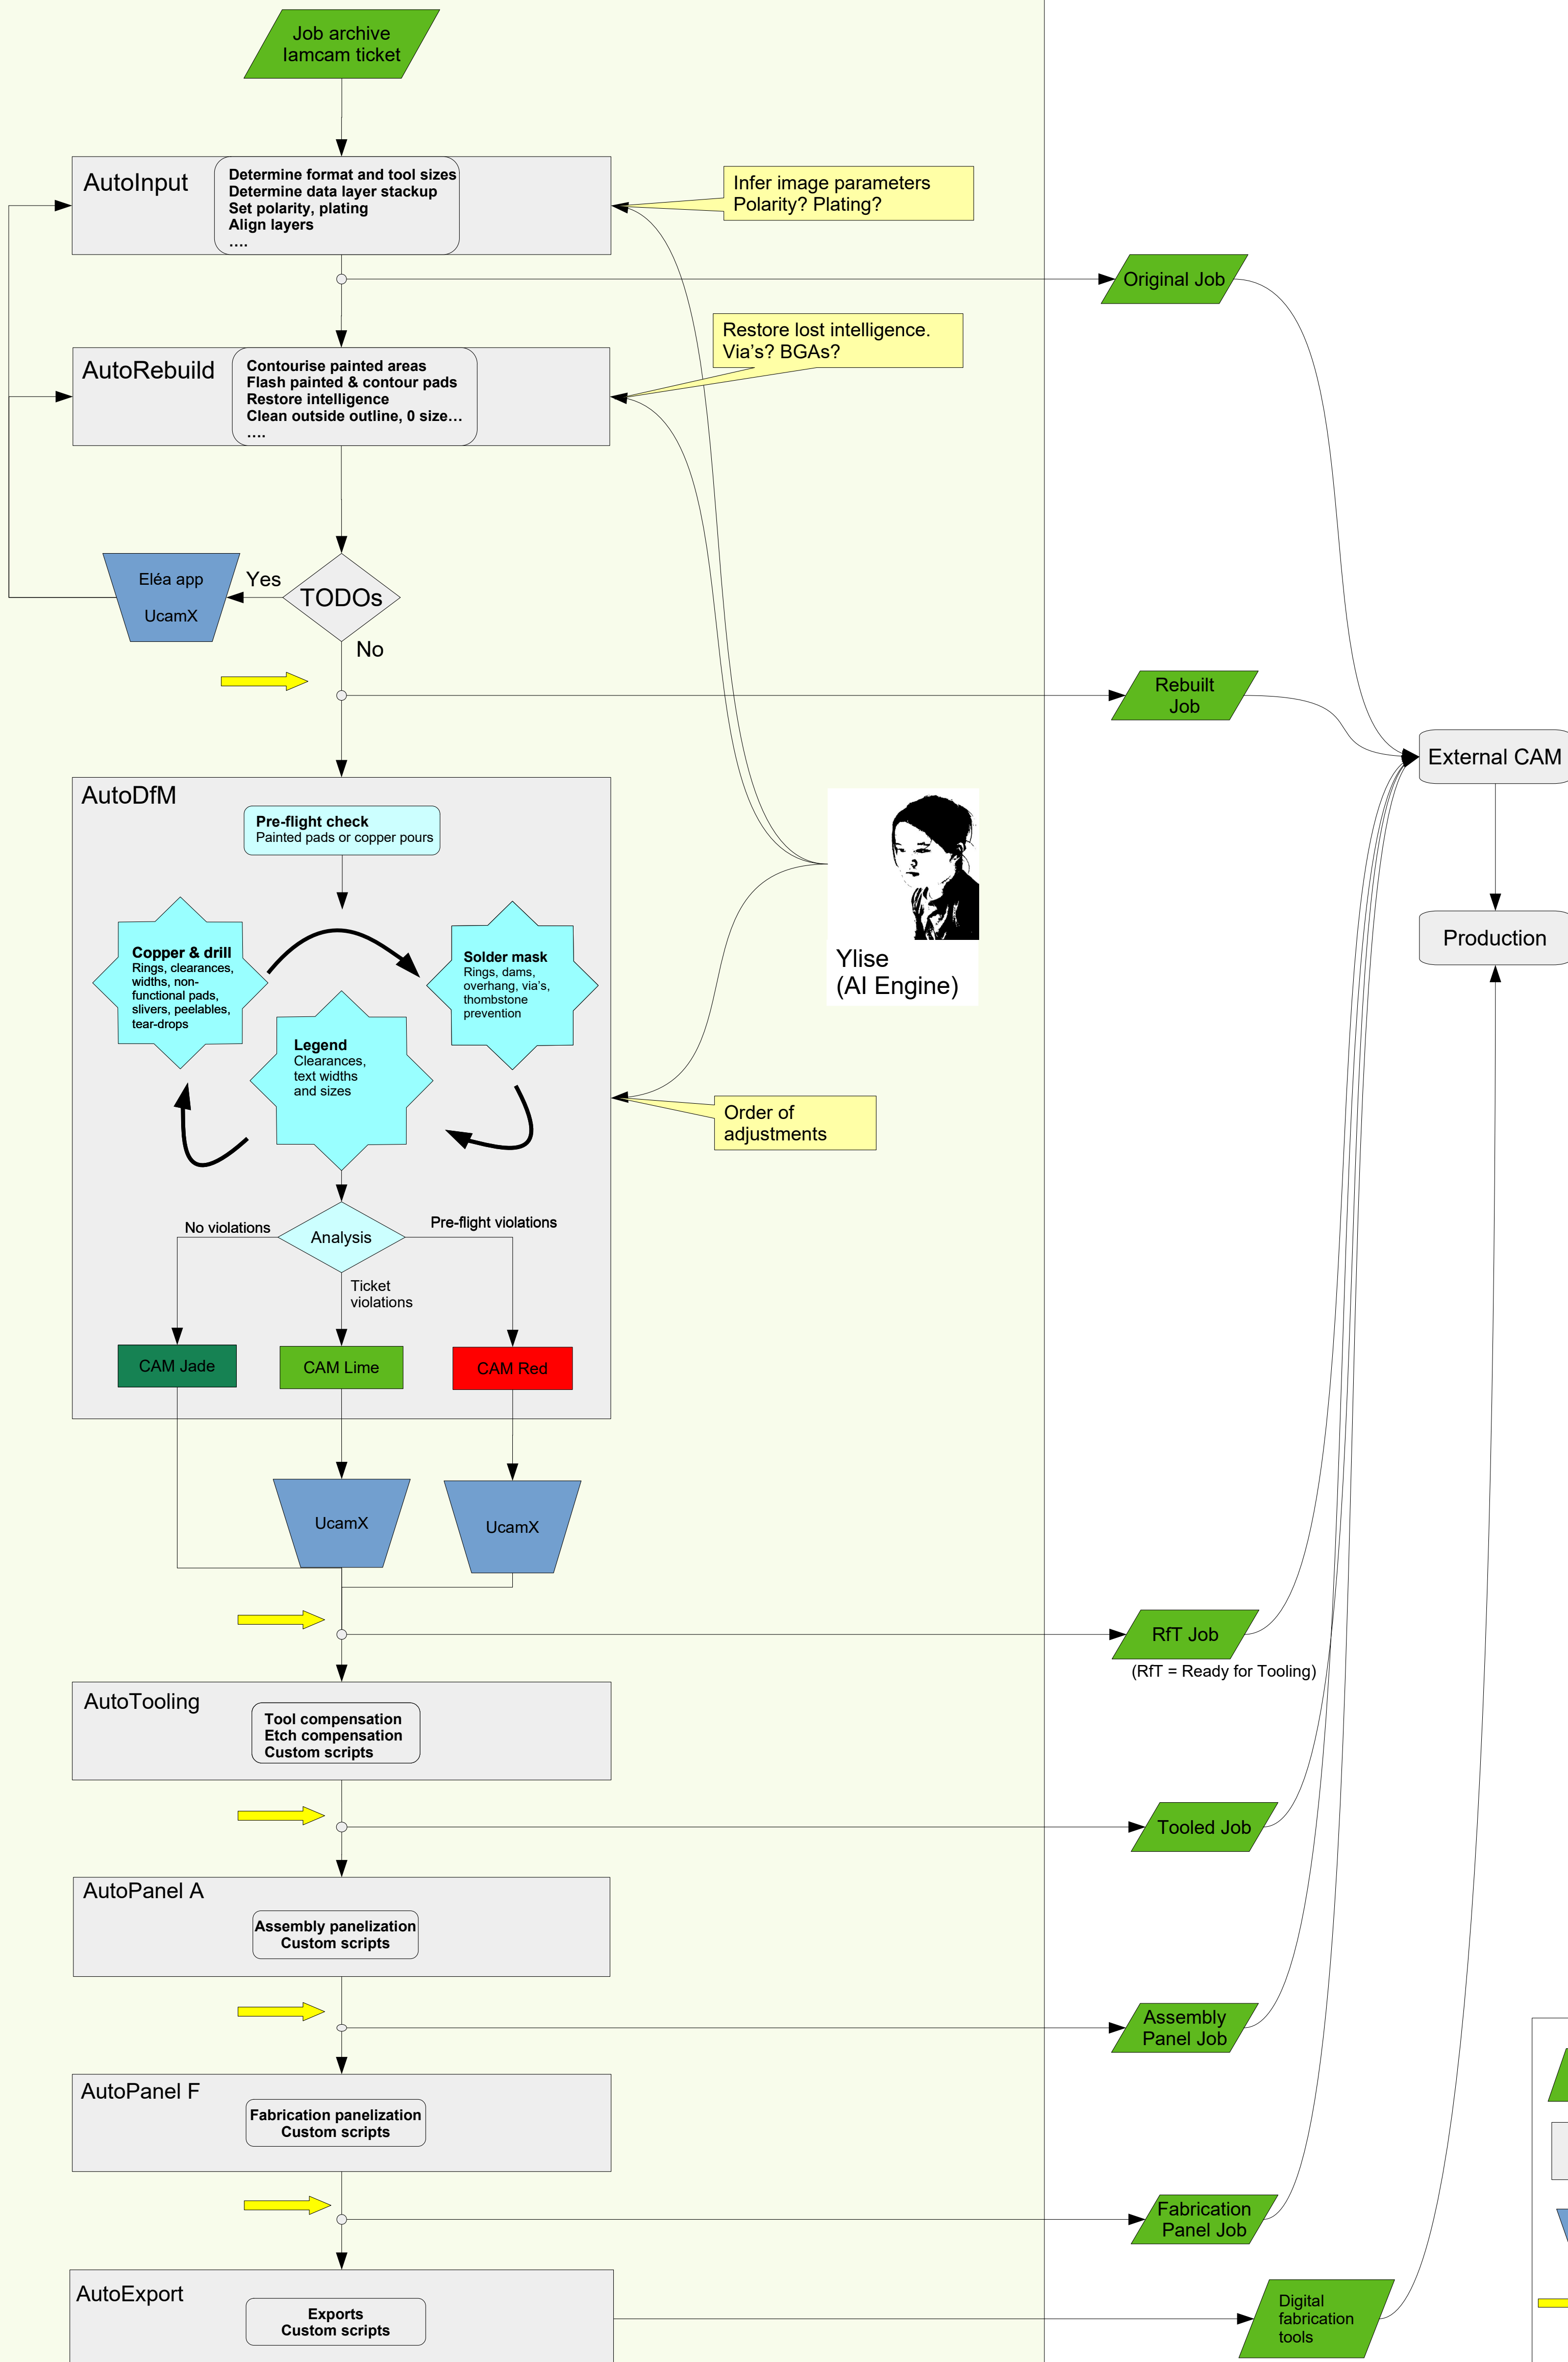 Job archive
Iamcam ticket
AutoInput
Determine format and tool sizes
Determine data layer stackup
Set polarity, plating
Align layers
....
Infer image parameters
Polarity? Plating?
Original Job
AutoRebuild
Contourise painted areas
Flash painted & contour pads
Restore intelligence
Clean outside outline, 0 size…
....
Restore lost intelligence.
Via’s? BGAs?
Eléa app
UcamX
Yes
TODOs
No
Rebuilt
Job
External CAM
Production
AutoDfM
Pre-flight check
Painted pads or copper pours
Copper & drill
Rings, clearances,
widths, non-
functional pads,
slivers, peelables,
tear-drops
Solder mask
Rings, dams,
overhang, via’s,
thombstone
prevention
Legend
Clearances,
text widths
and sizes
Ylise
(AI Engine)
Order of
adjustments
No violations
Analysis
Pre-flight violations
Ticket
violations
CAM Jade
CAM Lime
CAM Red
UcamX
UcamX
RfT Job
(RfT = Ready for Tooling)
AutoTooling
Tool compensation
Etch compensation
Custom scripts
Tooled Job
AutoPanel A
Assembly panelization
Custom scripts
Assembly
Panel Job
AutoPanel F
Fabrication panelization
Custom scripts
Fabrication
Panel Job
AutoExport
Exports
Custom scripts
Digital
fabrication
tools